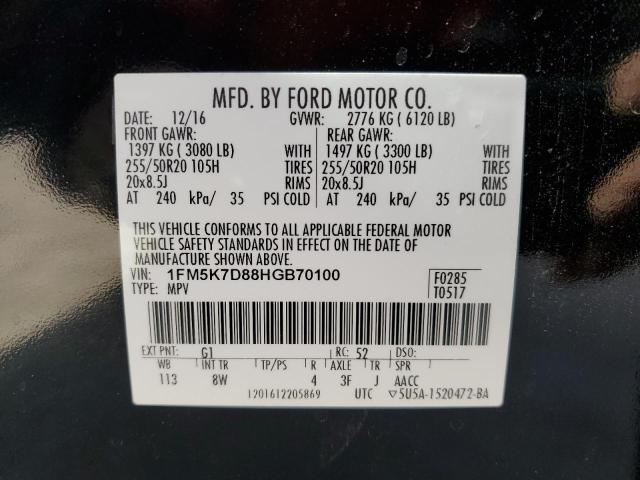 MFD. BY FORD MOTOR CO.
DATE: 12/16 GVWR: 2776 KG ( 6120 LB)
FRONT GAWR: REAR GAWR:
1397 KG ( 3080 LB) WITH 1497 KG ( 3300 LB) WITH
255/50R20 105H TIRES 255/50R20 105H TIRES
20x8.5J RIMS 20x8.5J RIMS
AT 240 kPa/ 35 PSI COLD AT 240 kPa/ 35 PSI COLD
THIS VEHICLE CONFORMS TO ALL APPLICABLE FEDERAL MOTOR
VEHICLE SAFETY STANDARDS IN EFFECT ON THE DATE OF
MANUFACTURE SHOWN ABOVE.
VIN: 1FM5K7D88HGB70100 F0285
TYPE: MPV T0517
EXT PNT: G1 RC: 52 DSO:
WB INT TR TP/PS R AXLE TR SPR
113 8W 4 3F J AACC
1201612205869 UTC ▽5U5A-1520472-BA